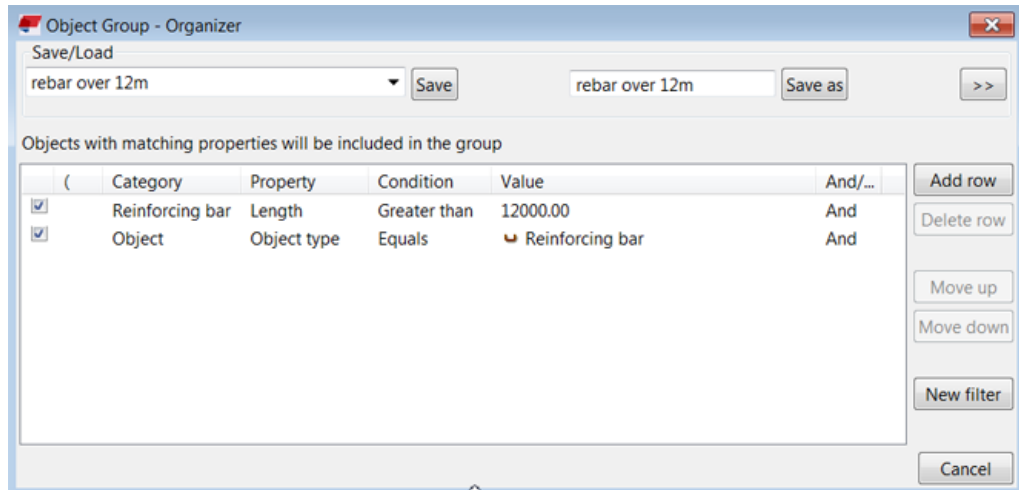 Object Group - Organizer
Save/Load
rebar over 12m Save rebar over 12m Save as >>
Objects with matching properties will be included in the group
( Category Property Condition Value And/... Add row
Reinforcing bar Length Greater than 12000.00 And
Delete row
Object Object type Equals Reinforcing bar And
Move up
Move down
New filter
Cancel